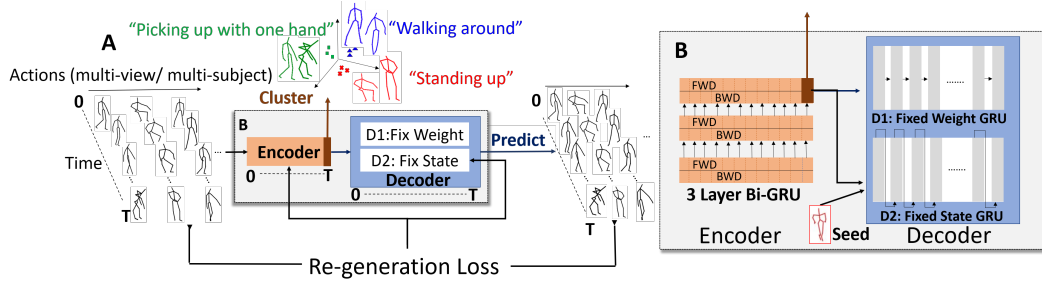 "Picking up with one hand"
"Walking around"
A
Actions (multi-view/ multi-subject)
"Standing up"
0
Cluster
0
B
Time
...
Encoder
D1:Fix Weight
D2: Fix State
Decoder
Predict
...
0
T
0
T
T
T
Re-generation Loss
B
FWD
BWD
FWD
BWD
FWD
BWD
3 Layer Bi-GRU
Encoder
Seed
.......
D1: Fixed Weight GRU
.......
D2: Fixed State GRU
Decoder